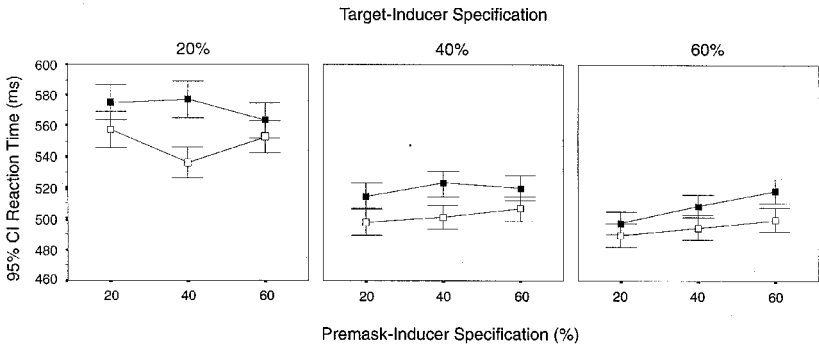 Target-Inducer Specification
20% 40% 60%
95% CI Reaction Time (ms)
600
580
560
540
520
500
480
460
20 40 60 20 40 60 20 40 60
Premask-Inducer Specification (%)